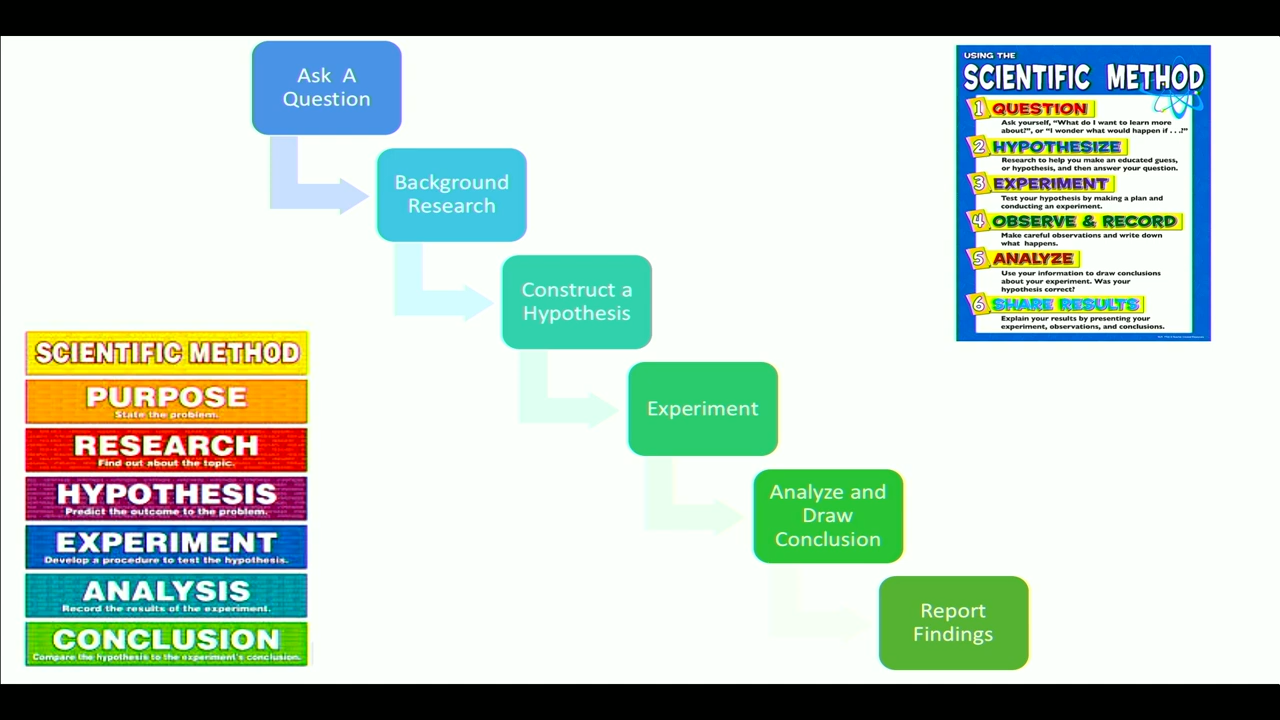 Ask A
Question
Background
Research
Construct a
Hypothesis
Experiment
Analyze and
Draw
Conclusion
Report
Findings
USING THE
SCIENTIFIC METHOD
1 QUESTION
Ask yourself, "What do I want to learn more
about?", or "I wonder what would happen if . . .?"
2 HYPOTHESIZE
Research to help you make an educated guess,
or hypothesis, and then answer your question.
3 EXPERIMENT
Test your hypothesis by making a plan and
conducting an experiment.
4 OBSERVE & RECORD
Make careful observations and write down
what happens.
5 ANALYZE
Use your information to draw conclusions
about your experiment. Was your
hypothesis correct?
6 SHARE RESULTS
Explain your results by presenting your
experiment, observations, and conclusions.
SCIENTIFIC METHOD
PURPOSE
State the problem.
RESEARCH
Find out about the topic.
HYPOTHESIS
Predict the outcome to the problem.
EXPERIMENT
Develop a procedure to test the hypothesis.
ANALYSIS
Record the results of the experiment.
CONCLUSION
Compare the hypothesis to the experiment's conclusion.